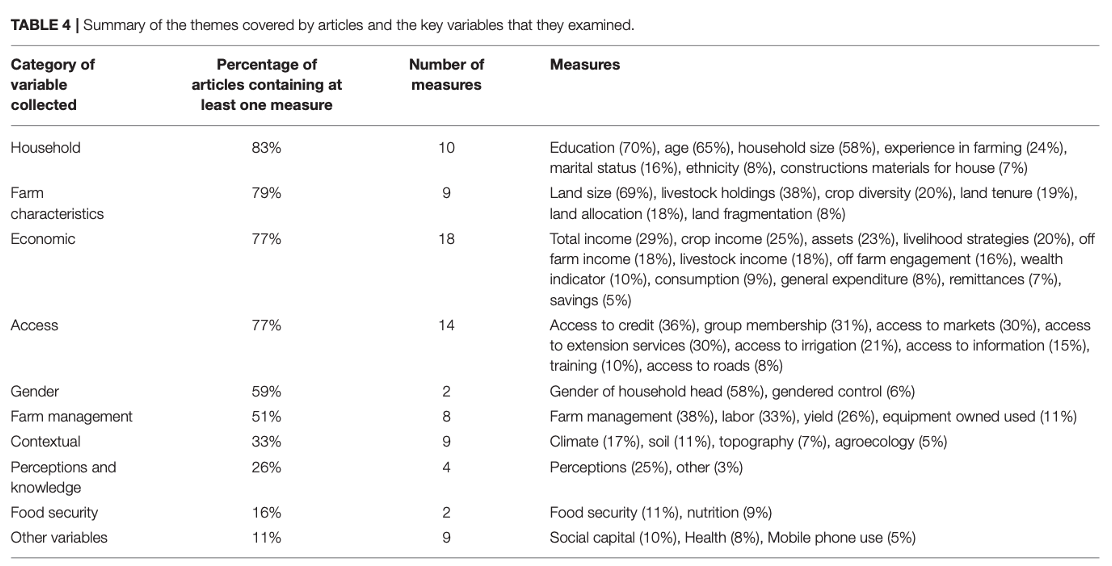 TABLE 4 | Summary of the themes covered by articles and the key variables that they examined.
Category of variable collected Percentage of articles containing at least one measure Number of measures Measures
Household 83% 10 Education (70%), age (65%), household size (58%), experience in farming (24%),
marital status (16%), ethnicity (8%), constructions materials for house (7%)
Farm characteristics 79% 9 Land size (69%), livestock holdings (38%), crop diversity (20%), land tenure (19%),
land allocation (18%), land fragmentation (8%)
Economic 77% 18 Total income (29%), crop income (25%), assets (23%), livelihood strategies (20%), off
farm income (18%), livestock income (18%), off farm engagement (16%), wealth
indicator (10%), consumption (9%), general expenditure (8%), remittances (7%),
savings (5%)
Access 77% 14 Access to credit (36%), group membership (31%), access to markets (30%), access
to extension services (30%), access to irrigation (21%), access to information (15%),
training (10%), access to roads (8%)
Gender 59% 2 Gender of household head (58%), gendered control (6%)
Farm management 51% 8 Farm management (38%), labor (33%), yield (26%), equipment owned used (11%)
Contextual 33% 9 Climate (17%), soil (11%), topography (7%), agroecology (5%)
Perceptions and knowledge 26% 4 Perceptions (25%), other (3%)
Food security 16% 2 Food security (11%), nutrition (9%)
Other variables 11% 9 Social capital (10%), Health (8%), Mobile phone use (5%)